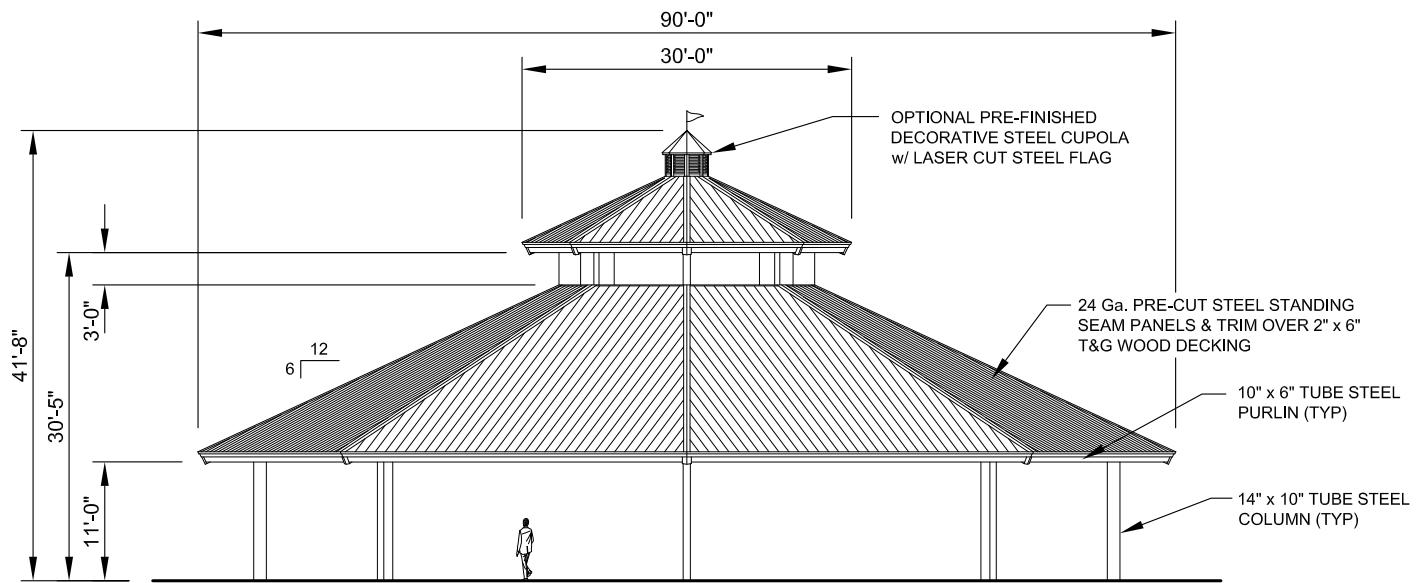 90'-0"
30'-0"
OPTIONAL PRE-FINISHED
DECORATIVE STEEL CUPOLA
w/ LASER CUT STEEL FLAG
41'-8"
30'-5"
3'-0"
11'-0"
12
6
24 Ga. PRE-CUT STEEL STANDING
SEAM PANELS & TRIM OVER 2" x 6"
T&G WOOD DECKING
10" x 6" TUBE STEEL
PURLIN (TYP)
14" x 10" TUBE STEEL
COLUMN (TYP)